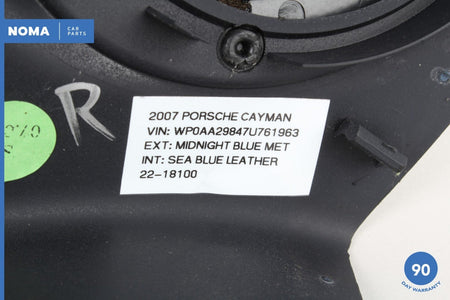 NOMA CAR PARTS
R
2007 PORSCHE CAYMAN
VIN: WP0AA29847U761963
EXT: MIDNIGHT BLUE MET
INT: SEA BLUE LEATHER
22-18100
90
DAY WARRANTY